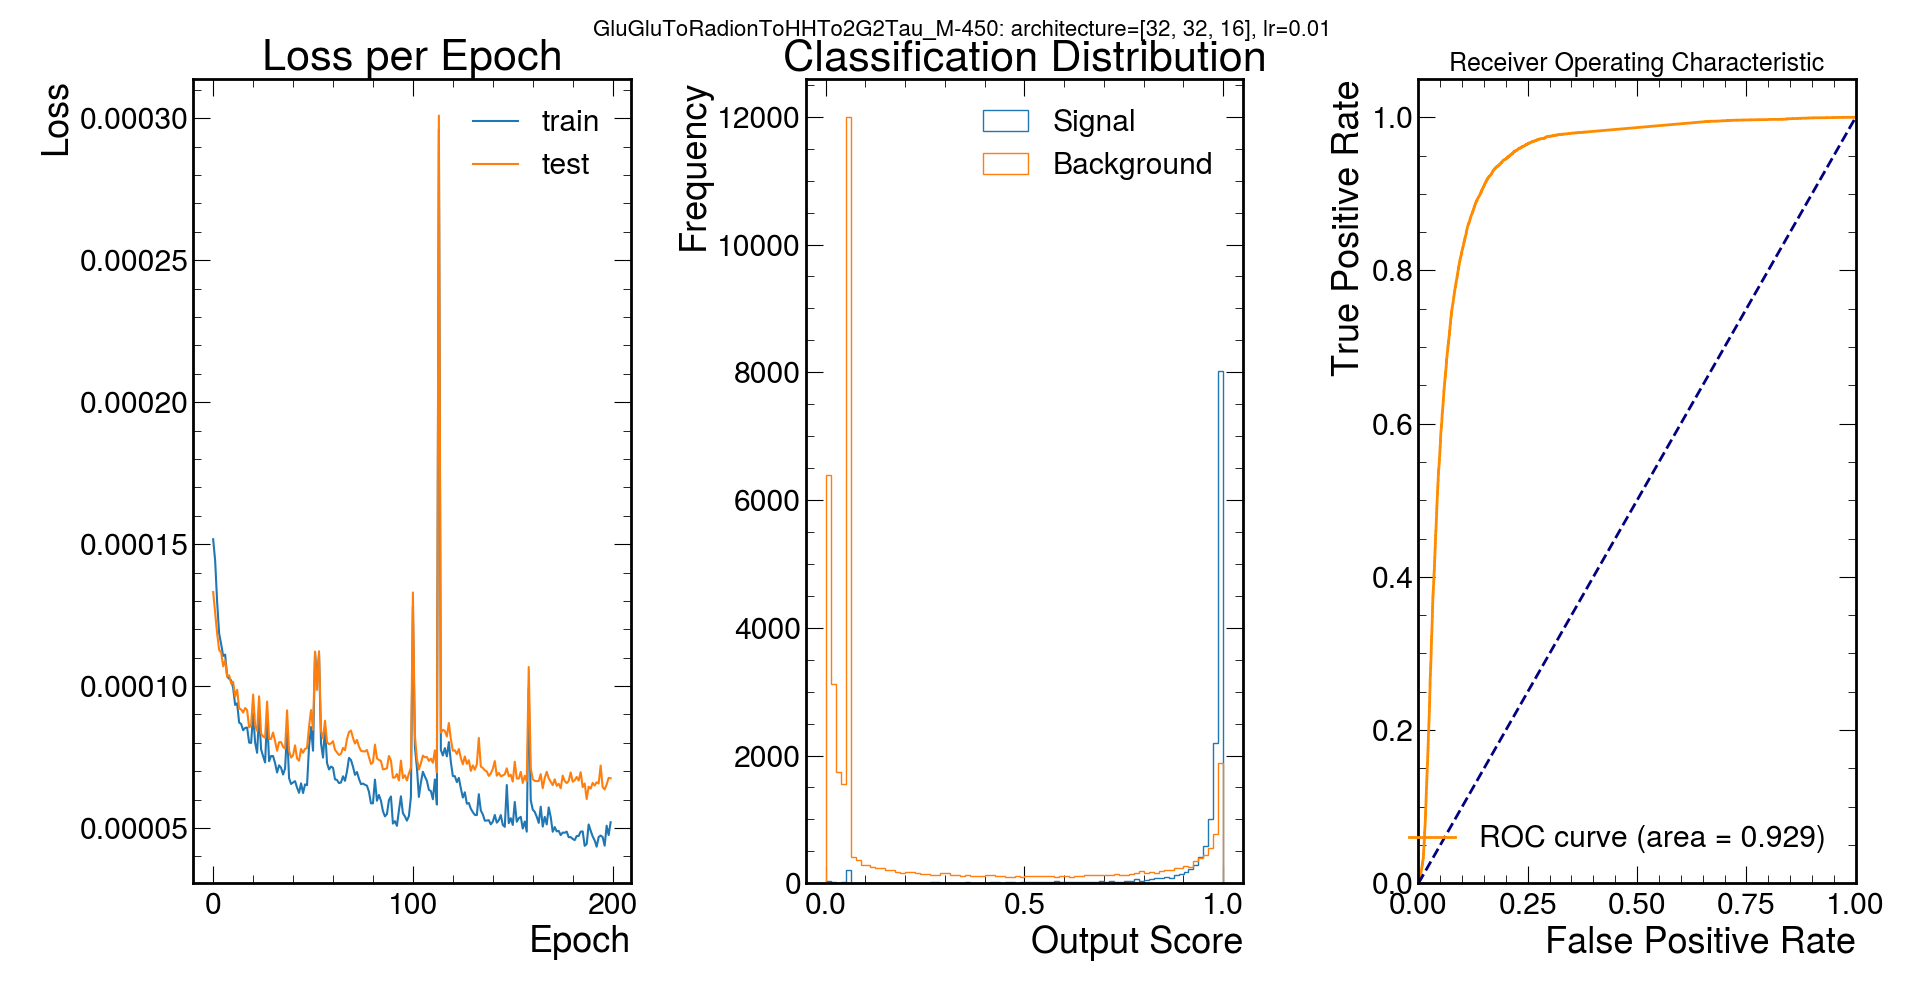 GluGluToRadionToHHTo2G2Tau_M-450: architecture=[32, 32, 16], lr=0.01
Loss per Epoch
Loss
0.00030
0.00025
0.00020
0.00015
0.00010
0.00005
train
test
0 100 200
Epoch
Classification Distribution
Frequency
12000
10000
8000
6000
4000
2000
0
Signal
Background
0.0 0.5 1.0
Output Score
Receiver Operating Characteristic
True Positive Rate
1.0
0.8
0.6
0.4
0.2
0.0
ROC curve (area = 0.929)
0.00 0.25 0.50 0.75 1.00
False Positive Rate